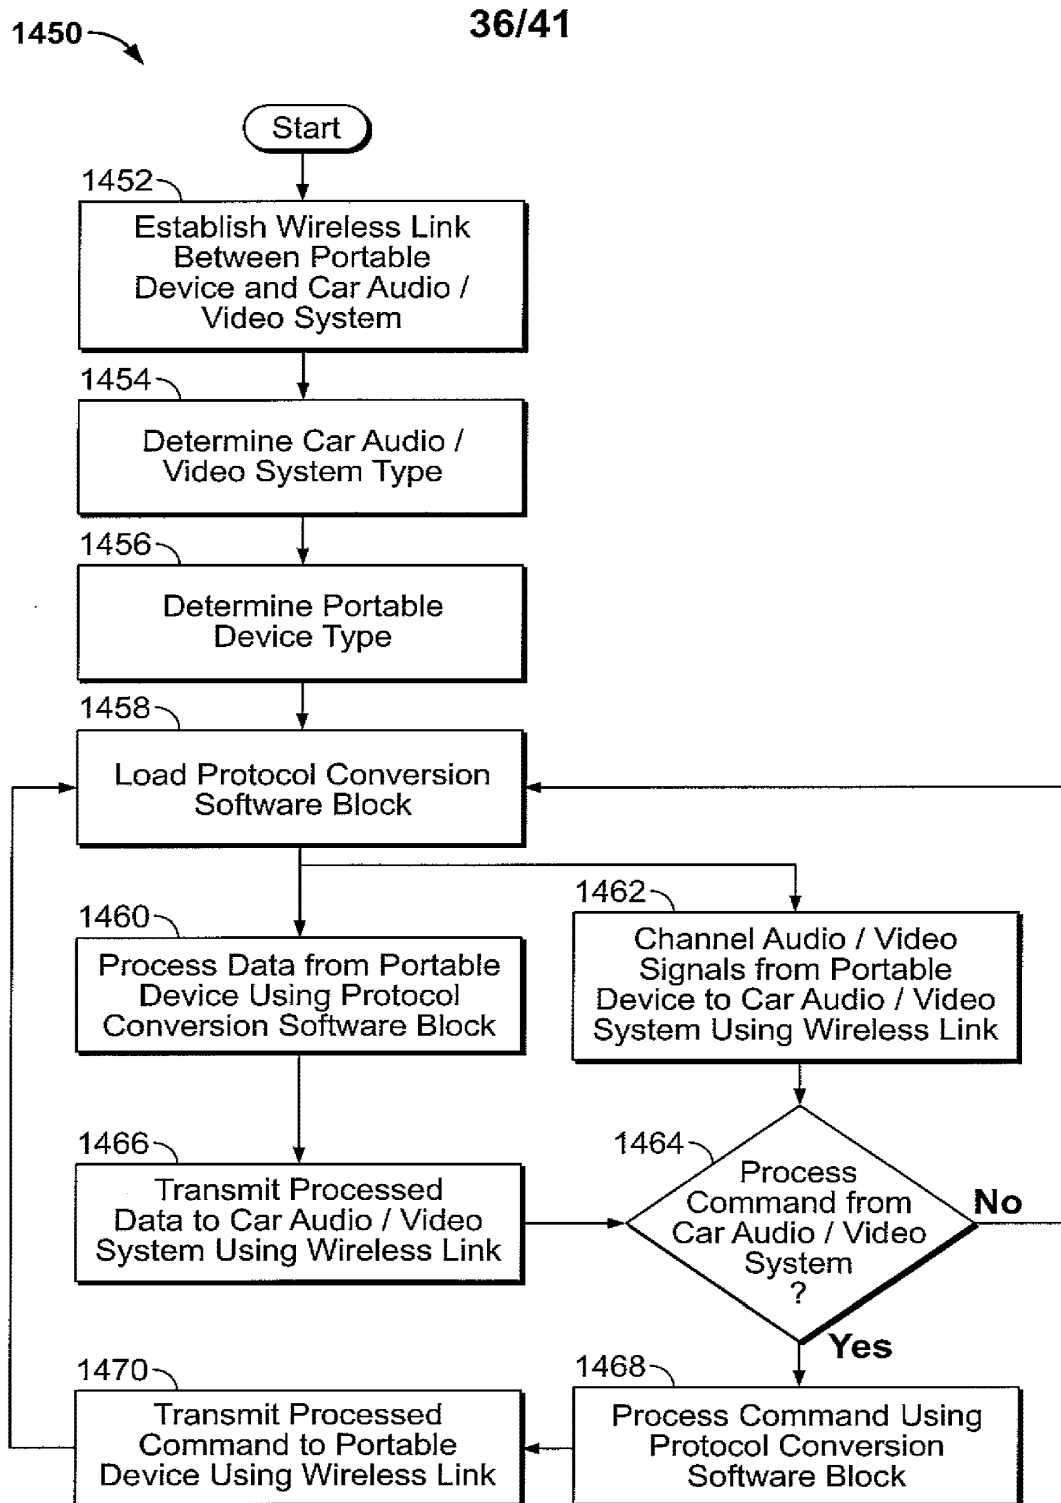 1450
36/41
Start
1452
Establish Wireless Link
Between Portable
Device and Car Audio /
Video System
1454
Determine Car Audio /
Video System Type
1456
Determine Portable
Device Type
1458
Load Protocol Conversion
Software Block
1460
Process Data from Portable
Device Using Protocol
Conversion Software Block
1462
Channel Audio / Video
Signals from Portable
Device to Car Audio / Video
System Using Wireless Link
1466
Transmit Processed
Data to Car Audio / Video
System Using Wireless Link
1464
Process
Command from
Car Audio / Video
System
?
No
Yes
1470
Transmit Processed
Command to Portable
Device Using Wireless Link
1468
Process Command Using
Protocol Conversion
Software Block